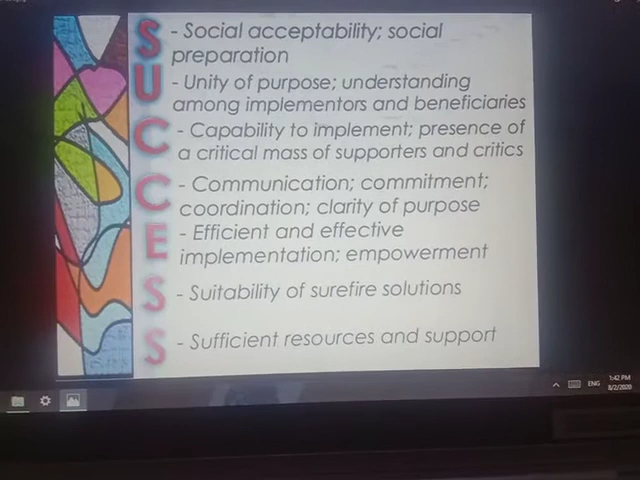 S - Social acceptability; social
preparation
U - Unity of purpose; understanding
among implementors and beneficiaries
C - Capability to implement; presence of
a critical mass of supporters and critics
C - Communication; commitment;
coordination; clarity of purpose
E - Efficient and effective
implementation; empowerment
S - Suitability of surefire solutions
S - Sufficient resources and support
ENG
1:42 PM
8/2/2020